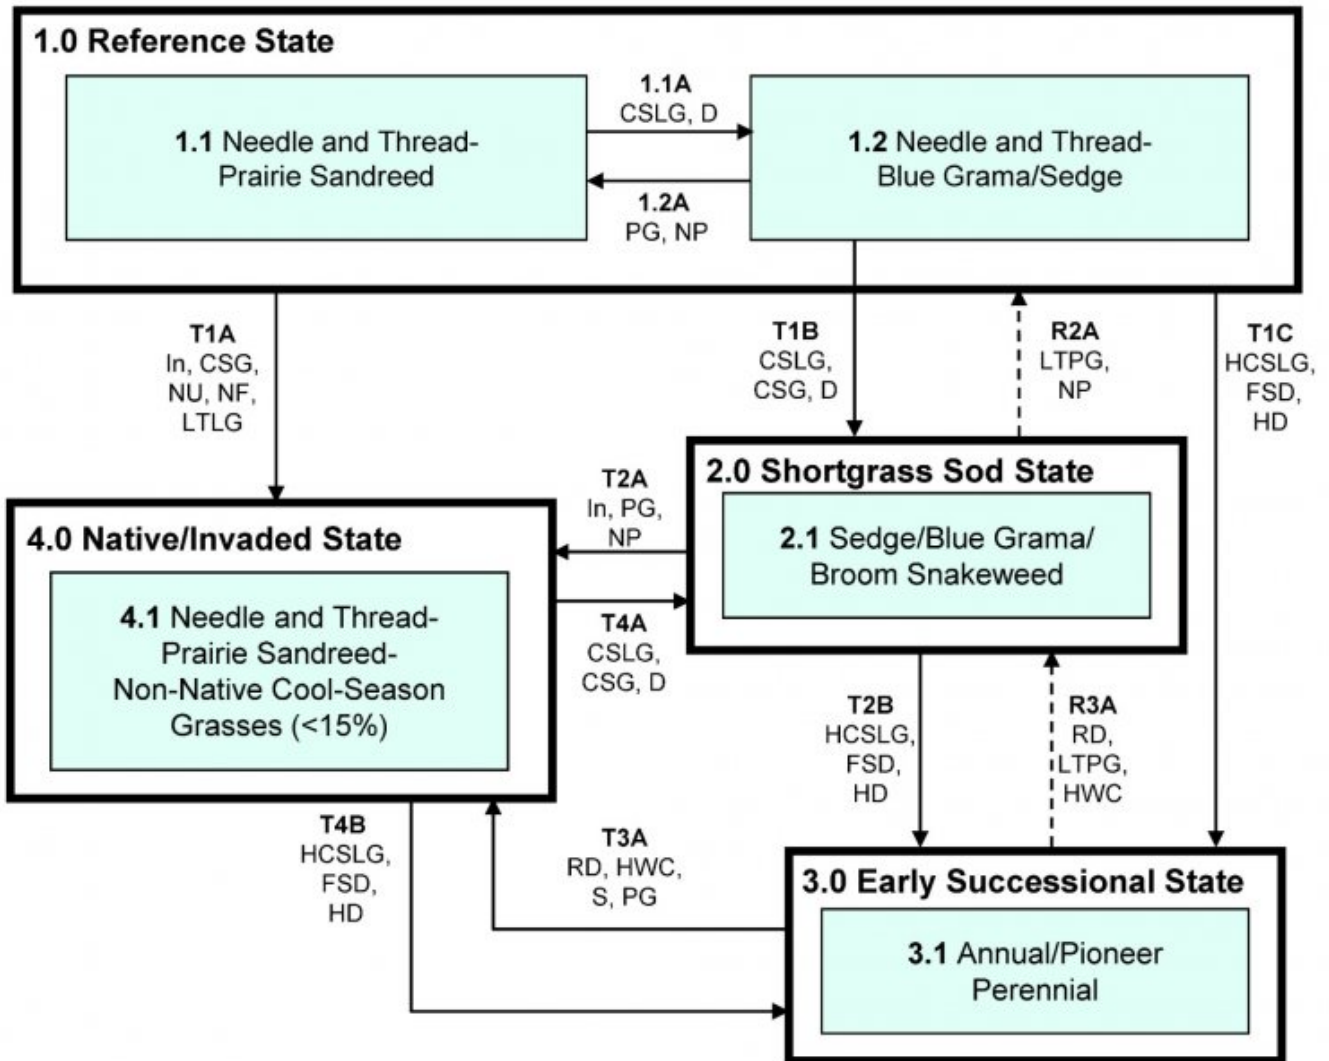 1.0 Reference State
1.1 Needle and Thread-
Prairie Sandreed
1.1A
CSLG, D
1.2A
PG, NP
1.2 Needle and Thread-
Blue Grama/Sedge
T1A
In, CSG,
NU, NF,
LTLG
T1B
CSLG,
CSG, D
R2A
LTPG,
NP
T1C
HCSLG,
FSD,
HD
2.0 Shortgrass Sod State
2.1 Sedge/Blue Grama/
Broom Snakeweed
T2A
In, PG,
NP
T4A
CSLG,
CSG, D
4.0 Native/Invaded State
4.1 Needle and Thread-
Prairie Sandreed-
Non-Native Cool-Season
Grasses (<15%)
T2B
HCSLG,
FSD,
HD
R3A
RD,
LTPG,
HWC
T4B
HCSLG,
FSD,
HD
T3A
RD, HWC,
S, PG
3.0 Early Successional State
3.1 Annual/Pioneer
Perennial